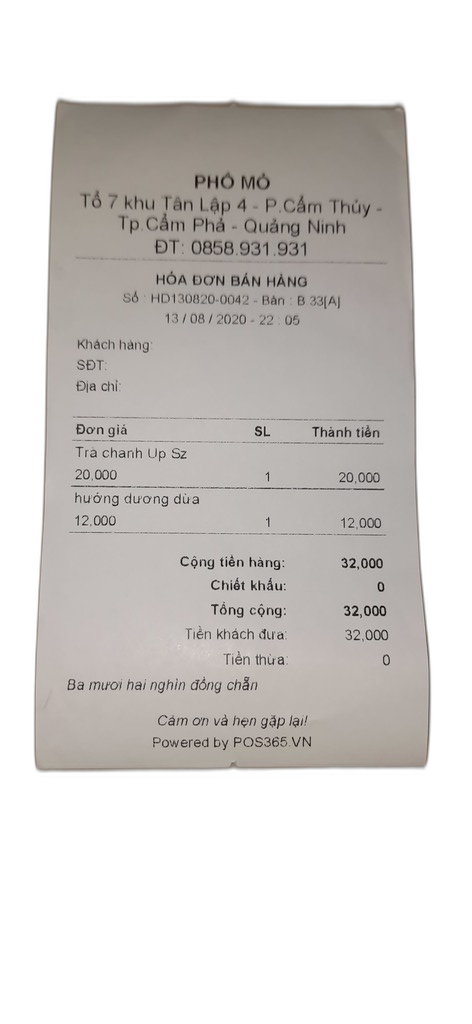 PHỐ MỎ
Tổ 7 khu Tân Lập 4 - P.Cẩm Thủy -
Tp.Cẩm Phả - Quảng Ninh
ĐT: 0858.931.931
HÓA ĐƠN BÁN HÀNG
Số : HD130820-0042 - Bàn : B 33[A]
13 / 08 / 2020 - 22 : 05
Khách hàng:
SĐT:
Địa chỉ:
Đơn giá SL Thành tiền
Trà chanh Up Sz
20,000 1 20,000
hướng dương dừa
12,000 1 12,000
Cộng tiền hàng: 32,000
Chiết khấu: 0
Tổng cộng: 32,000
Tiền khách đưa: 32,000
Tiền thừa: 0
Ba mươi hai nghìn đồng chẵn
Cảm ơn và hẹn gặp lại!
Powered by POS365.VN